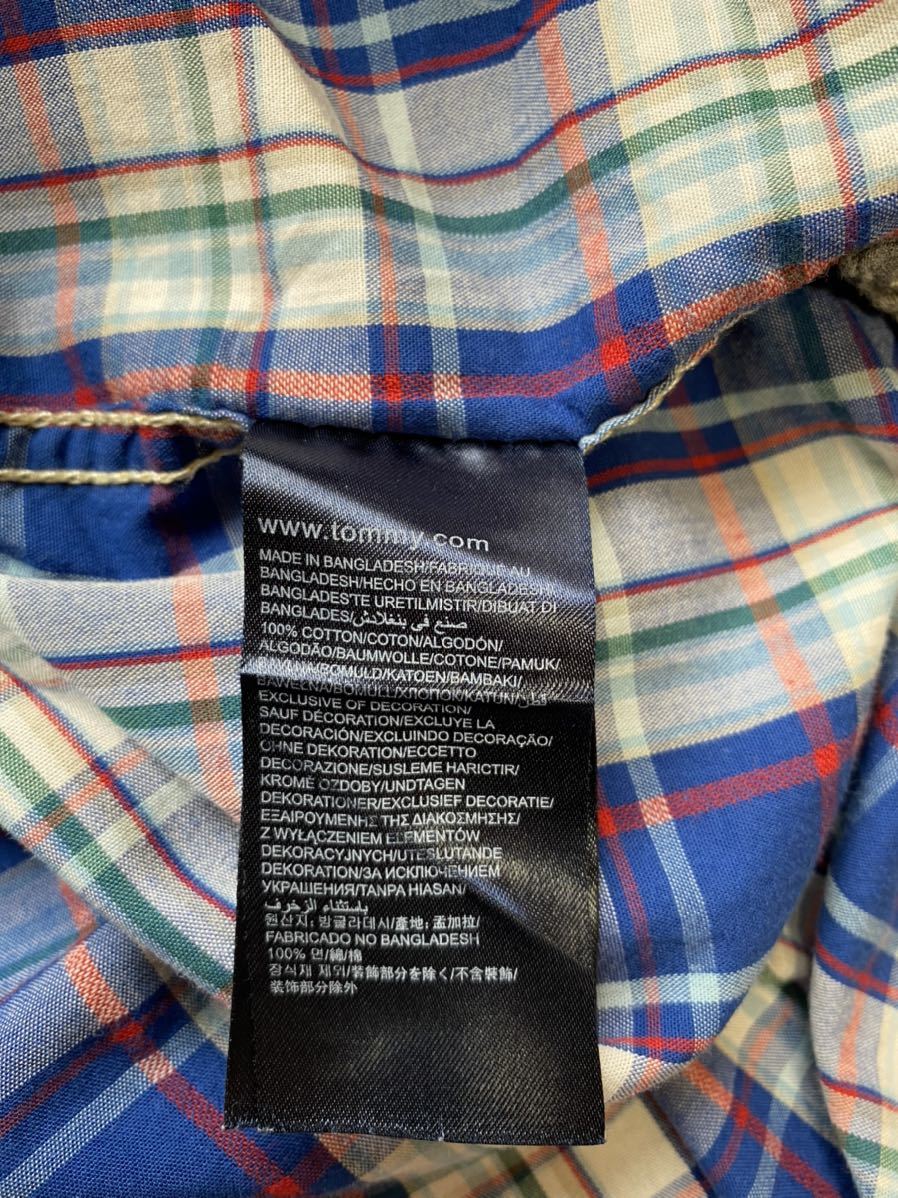 www.tommy.com
MADE IN BANGLADESH/FABRIQUÉ AU
BANGLADESH/HECHO EN BANGLADESH/
BANGLADES'TE URETILMISTIR/DIBUAT DI
BANGLADES/صنع في بنغلادش/
100% COTTON/COTON/ALGODÓN/
ALGODÃO/BAUMWOLLE/COTONE/PAMUK/
BOMULD/KATOEN/BAMBAKI/
BAWEŁNA/BOMULL/ХЛОПОК/KATUN/قطن
EXCLUSIVE OF DECORATION/
SAUF DÉCORATION/EXCLUYE LA
DECORACIÓN/EXCLUINDO DECORAÇÃO/
OHNE DEKORATION/ECCETTO
DECORAZIONE/SUSLEME HARICTIR/
KROMĚ OZDOBY/UNDTAGEN
DEKORATIONER/EXCLUSIEF DECORATIE/
ΕΞΑΙΡΟΥΜΕΝΗΣ ΤΗΣ ΔΙΑΚΟΣΜΗΣΗΣ/
Z WYŁĄCZENIEM ELEMENTÓW
DEKORACYJNYCH/UTESLUTANDE
DEKORATION/ЗА ИСКЛЮЧЕНИЕМ
УКРАШЕНИЯ/TANPA HIASAN/
باستثناء الزخرف
원산지: 방글라데시/產地: 孟加拉/
FABRICADO NO BANGLADESH
100% 면/綿/棉
장식재 제외/装飾部分を除く/不含裝飾/
装饰部分除外